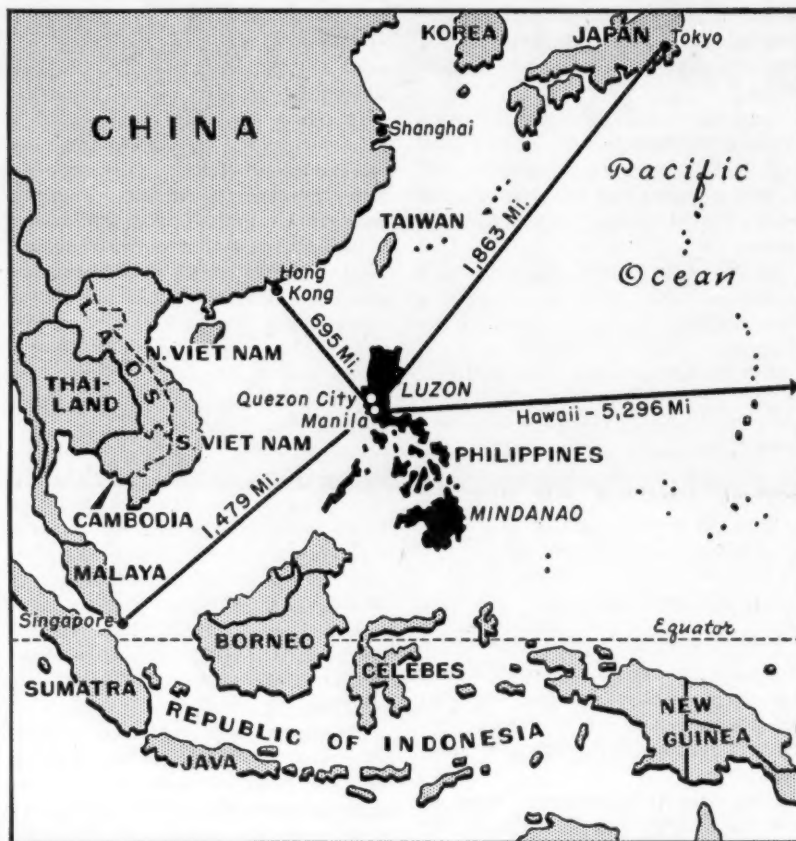 KOREA
JAPAN
Tokyo
CHINA
Shanghai
Pacific
Ocean
TAIWAN
1,863 Mi.
Hong
Kong
695 Mi.
LAOS
N. VIET NAM
THAI-
LAND
Quezon City
LUZON
Manila
Hawaii - 5,296 Mi
S. VIET NAM
PHILIPPINES
1,479 Mi.
CAMBODIA
MINDANAO
MALAYA
Singapore
BORNEO
Equator
CELEBES
SUMATRA
NEW
GUINEA
REPUBLIC OF INDONESIA
JAVA